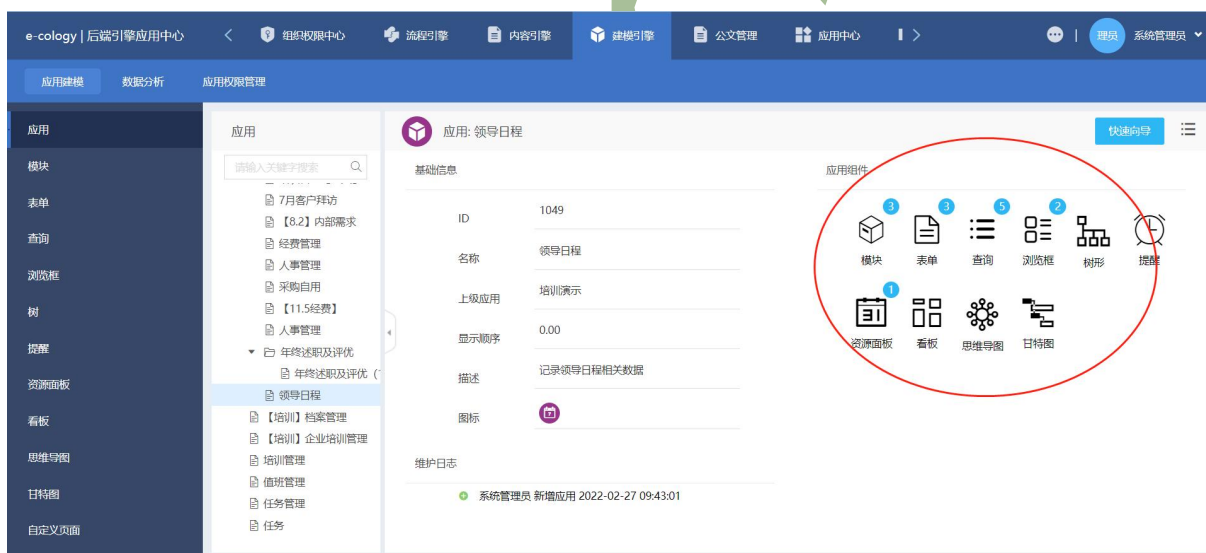 e-cology | 后端引擎应用中心 组织权限中心 流程引擎 内容引擎 建模引擎 公文管理 应用中心 理员 系统管理员
应用建模 数据分析 应用权限管理
应用
模块
表单
查询
浏览框
树
提醒
资源面板
看板
思维导图
甘特图
自定义页面
应用
请输入关键字搜索
7月客户拜访
【8.2】内部需求
经费管理
人事管理
采购自用
【11.5经费】
人事管理
年终述职及评优
年终述职及评优（
领导日程
【培训】档案管理
【培训】企业培训管理
培训管理
值班管理
任务管理
任务
应用: 领导日程
快速向导
基础信息
ID 1049
名称 领导日程
上级应用 培训演示
显示顺序 0.00
描述 记录领导日程相关数据
图标 7
维护日志
系统管理员 新增应用 2022-02-27 09:43:01
应用组件
3 3 5 2
模块 表单 查询 浏览框 树形 提醒
1
31
资源面板 看板 思维导图 甘特图